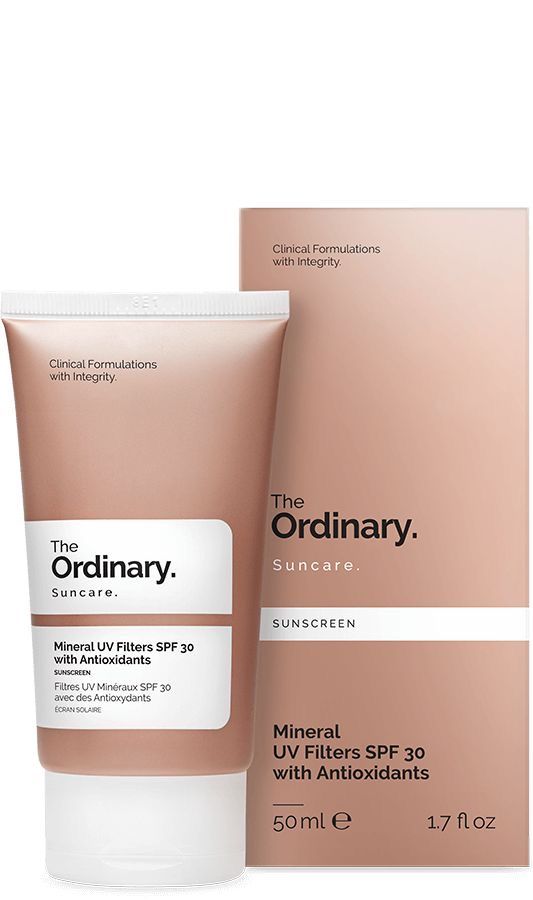 Clinical Formulations
with Integrity.
The
Ordinary.
Suncare.
Mineral UV Filters SPF 30
with Antioxidants
SUNSCREEN
Filtres UV Minéraux SPF 30
avec des Antioxydants
ÉCRAN SOLAIRE
Clinical Formulations
with Integrity.
The
Ordinary.
Suncare.
SUNSCREEN
Mineral
UV Filters SPF 30
with Antioxidants
50 ml ℮ 1.7 fl oz